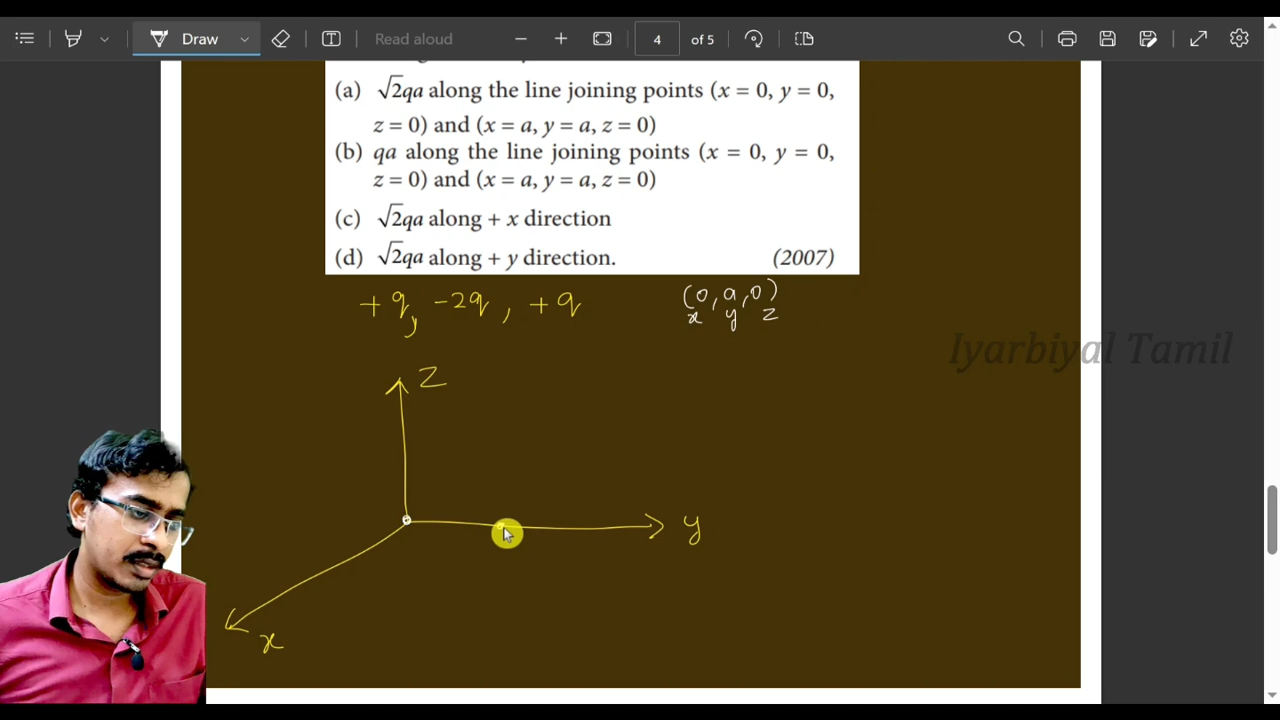 Draw
Read aloud
4 of 5
(a) √2qa along the line joining points (x = 0, y = 0,
z = 0) and (x = a, y = a, z = 0)
(b) qa along the line joining points (x = 0, y = 0,
z = 0) and (x = a, y = a, z = 0)
(c) √2qa along + x direction
(d) √2qa along + y direction. (2007)
+q, -2q, +q (0, a, 0)
x y z
Iyarbiyal Tamil
z
y
x